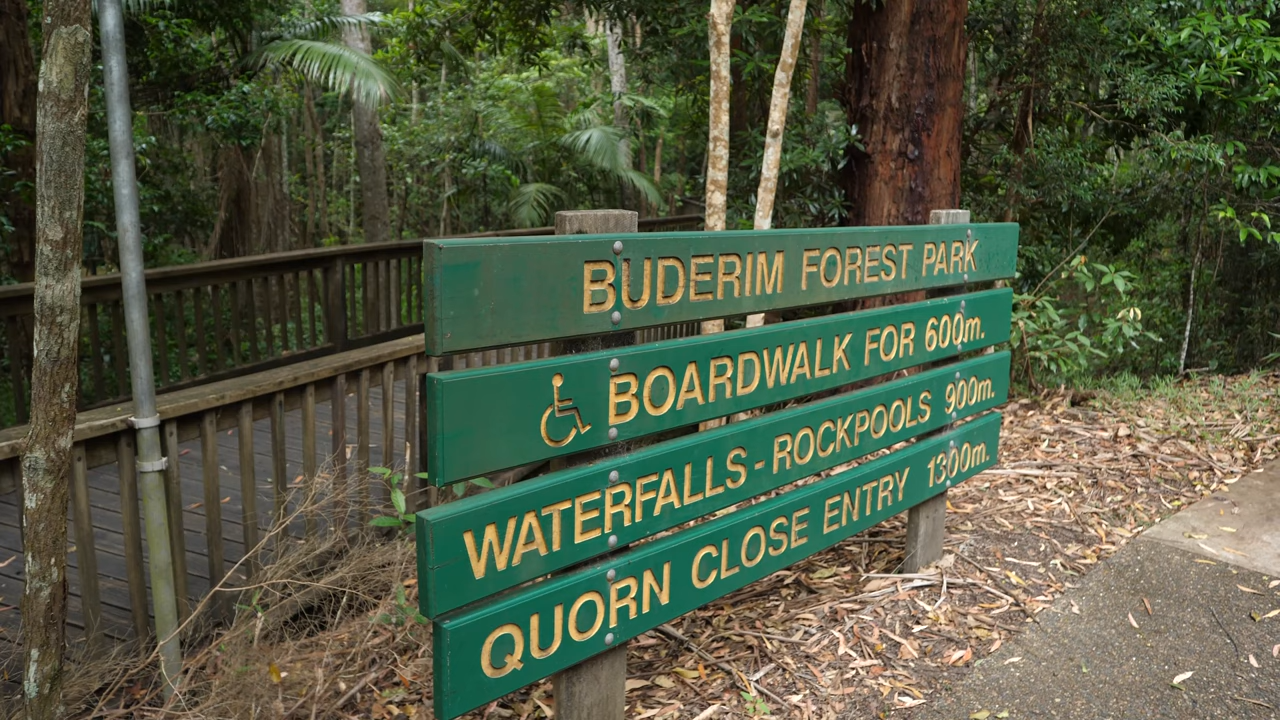 BUDERIM FOREST PARK
BOARDWALK FOR 600m.
WATERFALLS - ROCKPOOLS 900m.
QUORN CLOSE ENTRY 1300m.